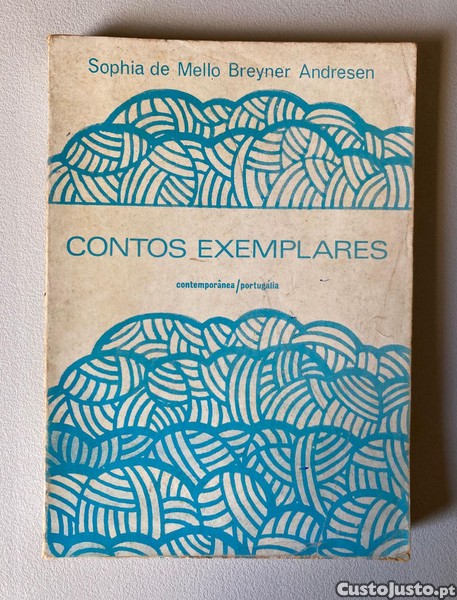 Sophia de Mello Breyner Andresen
CONTOS EXEMPLARES
contemporânea/portugália
CustoJusto.pt